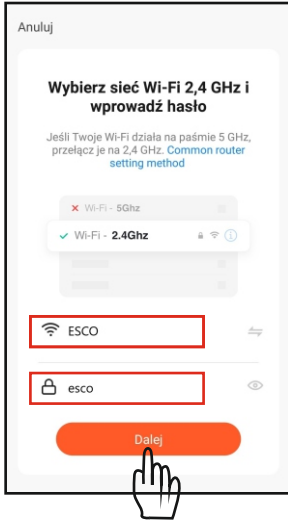 Anuluj
Wybierz sieć Wi-Fi 2,4 GHz i
wprowadź hasło
Jeśli Twoje Wi-Fi działa na paśmie 5 GHz,
przełącz je na 2,4 GHz. Common router
setting method
Wi-Fi - 5Ghz
Wi-Fi - 2.4Ghz
ESCO
esco
Dalej